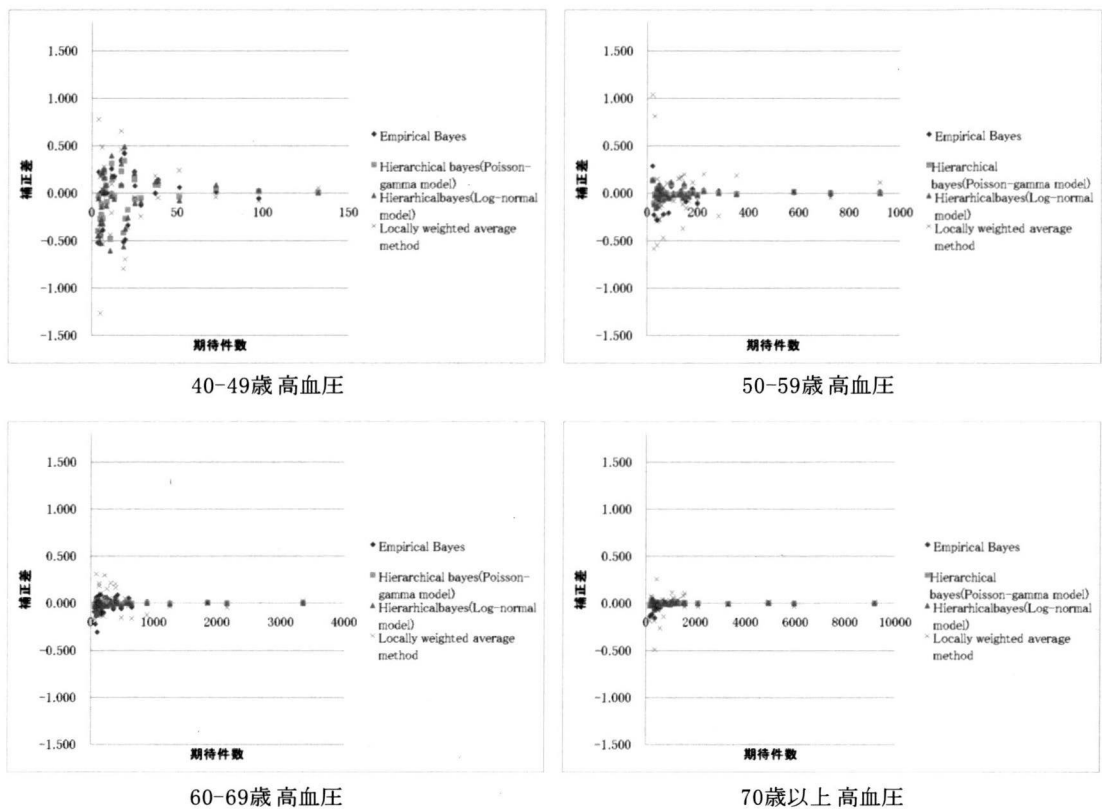 1.500
1.000
0.500
0.000
-0.500
-1.000
-1.500
補正差
0 50 100 150
期待件数
Empirical Bayes
Hierarchical bayes(Poisson-
gamma model)
Hierarhicalbayes(Log-normal
model)
Locally weighted average
method
40-49歳 高血圧
1.500
1.000
0.500
0.000
-0.500
-1.000
-1.500
補正差
0 200 400 600 800 1000
期待件数
Empirical Bayes
Hierarchical
bayes(Poisson-gamma model)
Hierarhicalbayes(Log-normal
model)
Locally weighted average
method
50-59歳 高血圧
1.500
1.000
0.500
0.000
-0.500
-1.000
-1.500
補正差
0 1000 2000 3000 4000
期待件数
Empirical Bayes
Hierarchical bayes(Poisson-
gamma model)
Hierarhicalbayes(Log-normal
model)
Locally weighted average
method
60-69歳 高血圧
1.500
1.000
0.500
0.000
-0.500
-1.000
-1.500
補正差
0 2000 4000 6000 8000 10000
期待件数
Empirical Bayes
Hierarchical
bayes(Poisson-gamma model)
Hierarhicalbayes(Log-normal
model)
Locally weighted average
method
70歳以上 高血圧